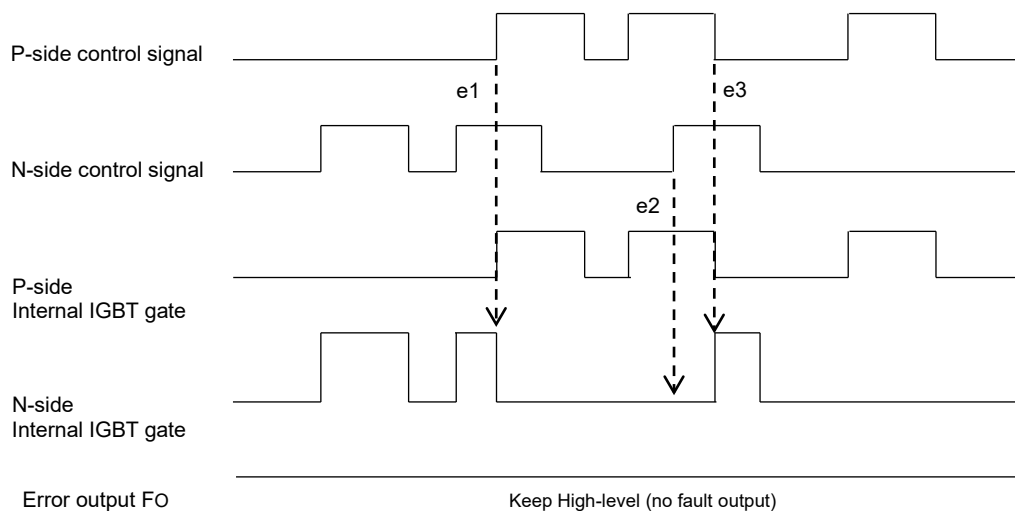 P-side control signal
e1
e3
N-side control signal
e2
P-side
Internal IGBT gate
N-side
Internal IGBT gate
Error output FO
Keep High-level (no fault output)